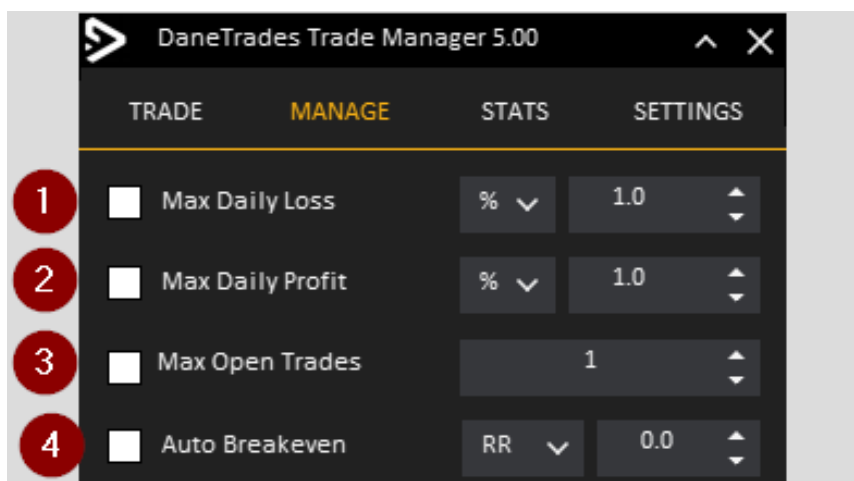 DaneTrades Trade Manager 5.00
TRADE MANAGE STATS SETTINGS
1 Max Daily Loss % 1.0
2 Max Daily Profit % 1.0
3 Max Open Trades 1
4 Auto Breakeven RR 0.0